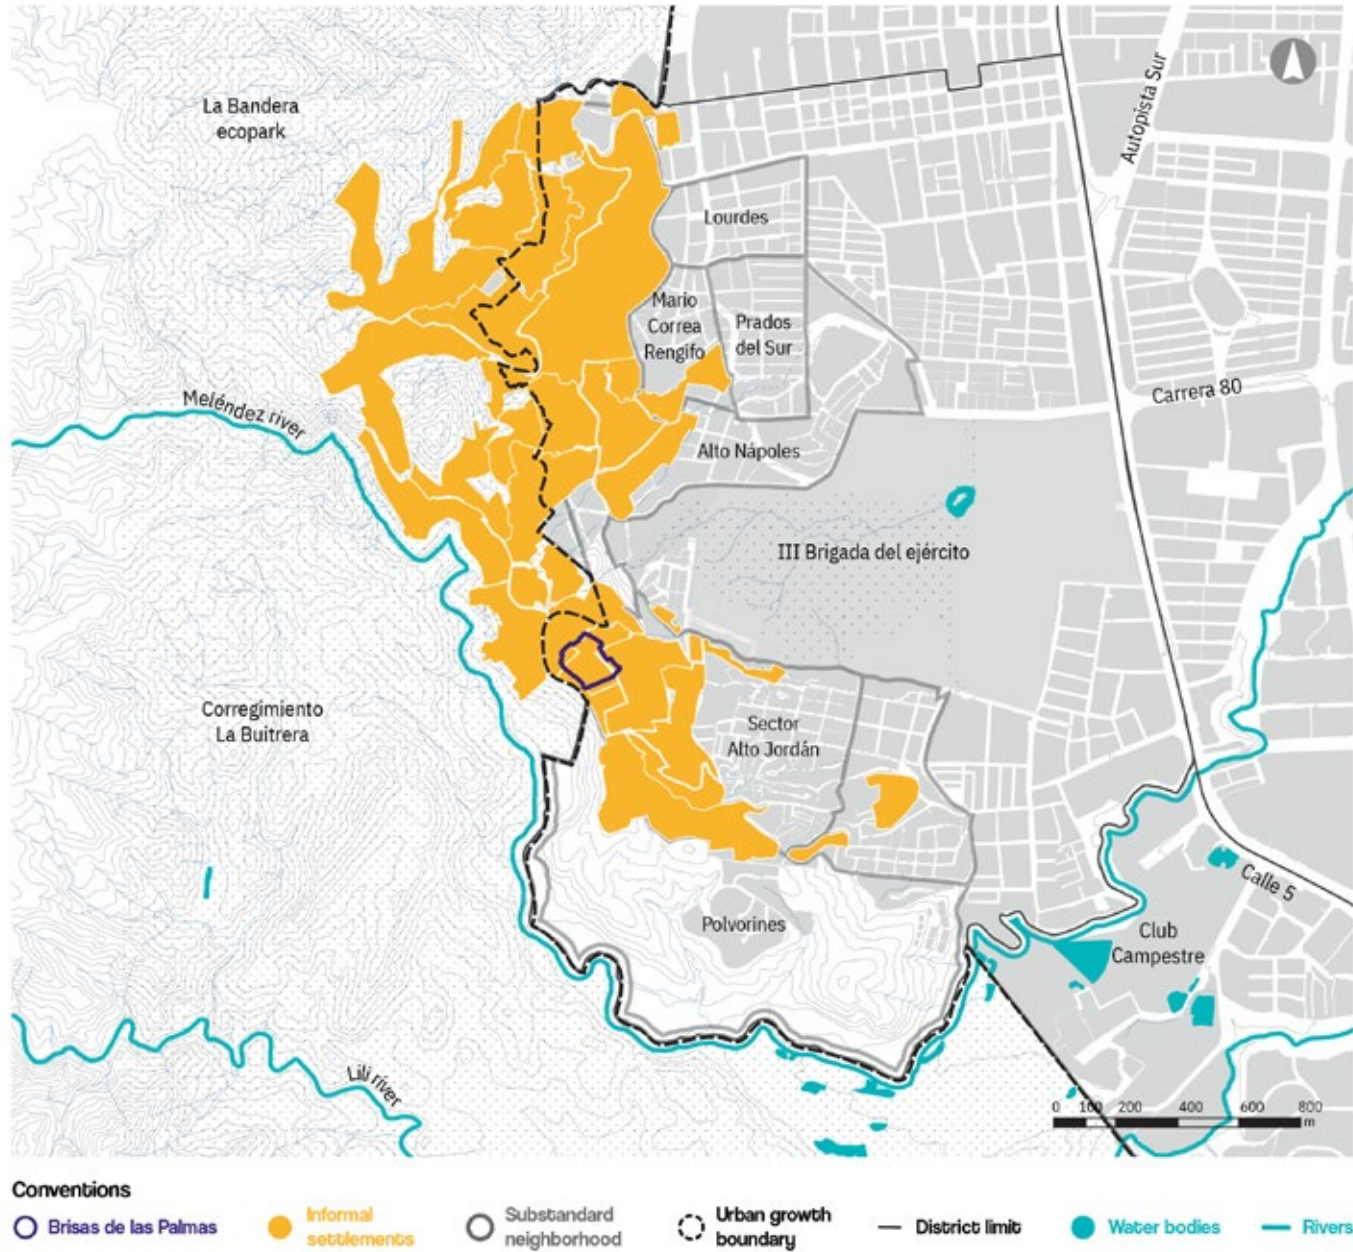 La Bandera
ecopark
Autopista Sur
Lourdes
Mario
Correa
Rengifo
Prados
del Sur
Carrera 80
Meléndez river
Alto Nápoles
III Brigada del ejército
Corregimiento
La Buitrera
Sector
Alto Jordán
Calle 5
Polvorines
Club
Campestre
Lili river
0 100 200 400 600 800
m
Conventions
Brisas de las Palmas
Informal
settlements
Substandard
neighborhood
Urban growth
boundary
District limit
Water bodies
Rivers